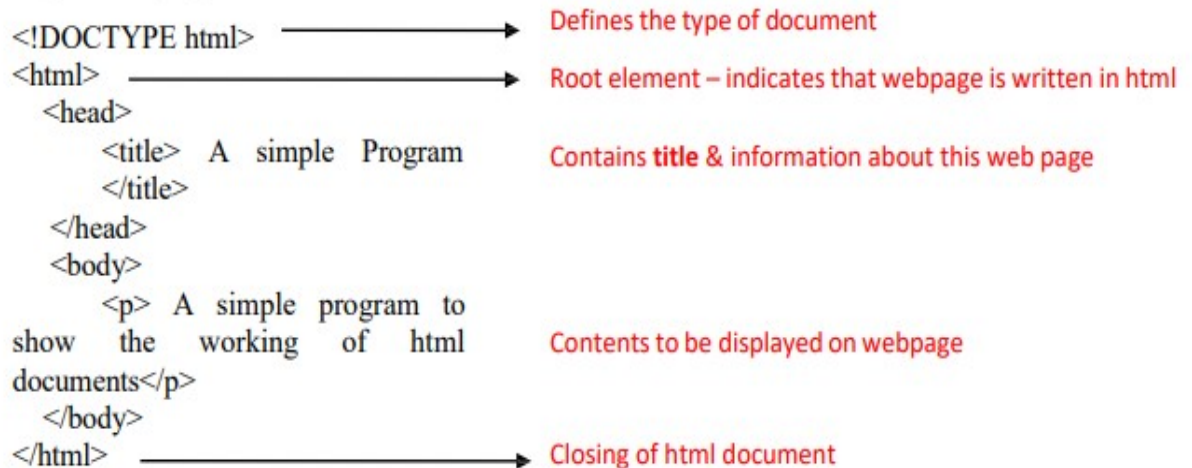 <!DOCTYPE html> Defines the type of document
<html> Root element – indicates that webpage is written in html
<head>
<title> A simple Program Contains title & information about this web page
</title>
</head>
<body>
<p> A simple program to
show the working of html Contents to be displayed on webpage
documents</p>
</body>
</html> Closing of html document